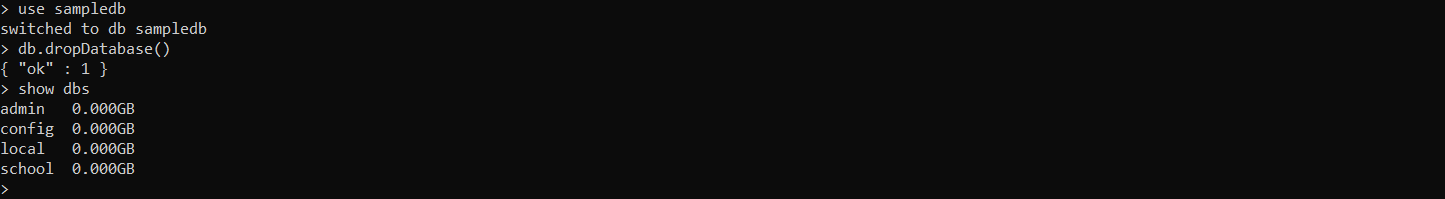 > use sampledb
switched to db sampledb
> db.dropDatabase()
{ "ok" : 1 }
> show dbs
admin   0.000GB
config  0.000GB
local   0.000GB
school  0.000GB
>